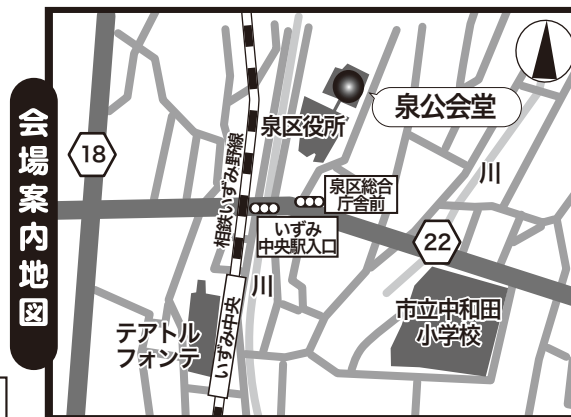 会場案内地図
18
泉区役所
泉公会堂
相鉄いずみ野線
泉区総合
庁舎前
川
いずみ
中央駅入口
22
川
いずみ中央
テアトル
フォンテ
市立中和田
小学校